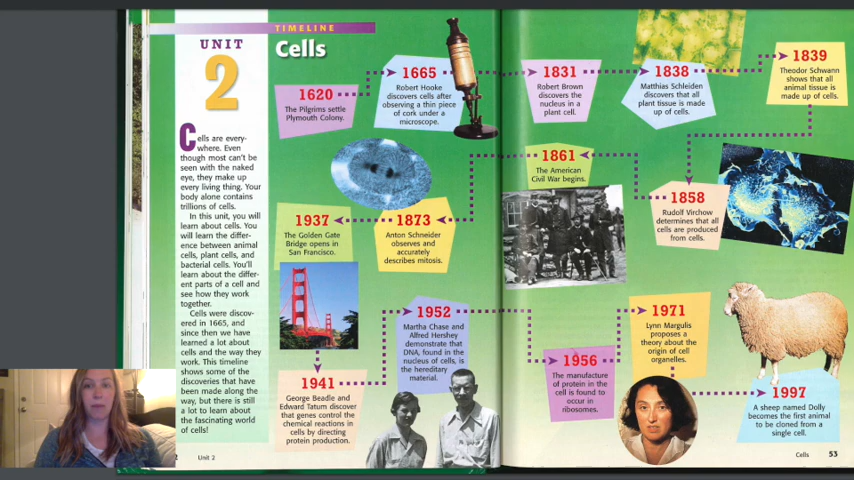 TIMELINE
UNIT
2
Cells
Cells are every-
where. Even
though most can't be
seen with the naked
eye, they make up
every living thing. Your
body alone contains
trillions of cells.
In this unit, you will
learn about cells. You
will learn the differ-
ence between animal
cells, plant cells, and
bacterial cells. You'll
learn about the differ-
ent parts of a cell and
see how they work
together.
Cells were discov-
ered in 1665, and
since then we have
learned a lot about
cells and the way they
work. This timeline
shows some of the
discoveries that have
been made along the
way, but there is still
a lot to learn about
the fascinating world
of cells!
1620
The Pilgrims settle
Plymouth Colony.
1665
Robert Hooke
discovers cells after
observing a thin piece
of cork under a
microscope.
1831
Robert Brown
discovers the
nucleus in a
plant cell.
1838
Matthias Schleiden
discovers that all
plant tissue is made
up of cells.
1839
Theodor Schwann
shows that all
animal tissue is
made up of cells.
1858
Rudolf Virchow
determines that all
cells are produced
from cells.
1861
The American
Civil War begins.
1873
Anton Schneider
observes and
accurately
describes mitosis.
1937
The Golden Gate
Bridge opens in
San Francisco.
1941
George Beadle and
Edward Tatum discover
that genes control the
chemical reactions in
cells by directing
protein production.
1952
Martha Chase and
Alfred Hershey
demonstrate that
DNA, found in the
nucleus of cells, is
the hereditary
material.
1956
The manufacture
of protein in the
cell is found to
occur in
ribosomes.
1971
Lynn Margulis
proposes a
theory about the
origin of cell
organelles.
1997
A sheep named Dolly
becomes the first animal
to be cloned from a
single cell.
2 Unit 2
Cells 53